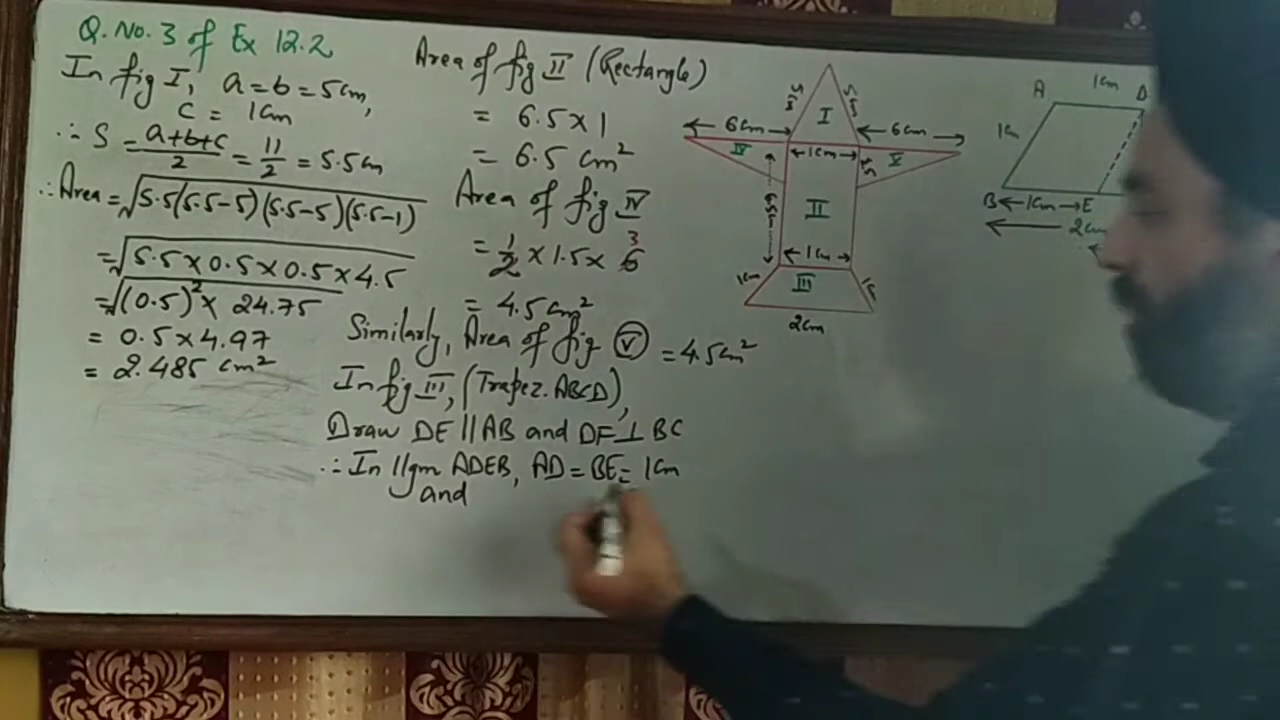 Q. No. 3 of Ex 12.2
In fig I, a = b = 5cm,
c = 1cm
∴ S = a+b+c/2 = 11/2 = 5.5cm
∴ Area = √5.5(5.5-5)(5.5-5)(5.5-1)
= √5.5×0.5×0.5×4.5
= √(0.5)²× 24.75
= 0.5×4.97
= 2.485 cm²
Area of fig II (Rectangle)
= 6.5×1
= 6.5 cm²
Area of fig IV
= 1/2 × 1.5 × 6 3
= 4.5cm²
Similarly, Area of fig V = 4.5cm²
In fig III, (Trapez. ABCD),
Draw DE || AB and DF ⊥ BC
∴ In ||gm ADEB, AD = BE = 1cm
and
I
6cm
6cm
IV
1cm
V
II
1cm
1cm
III
2cm
A
1cm
D
1cm
B
1cm
E